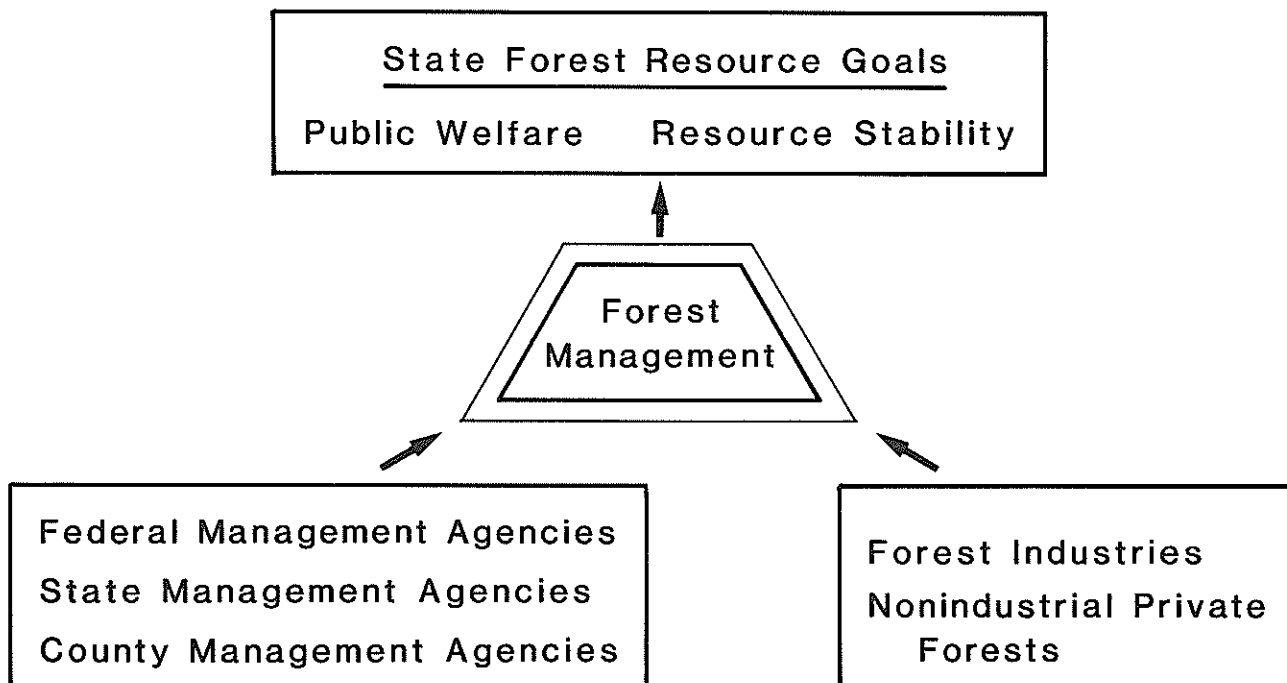 State Forest Resource Goals
Public Welfare Resource Stability
Forest
Management
Federal Management Agencies
State Management Agencies
County Management Agencies
Forest Industries
Nonindustrial Private
Forests